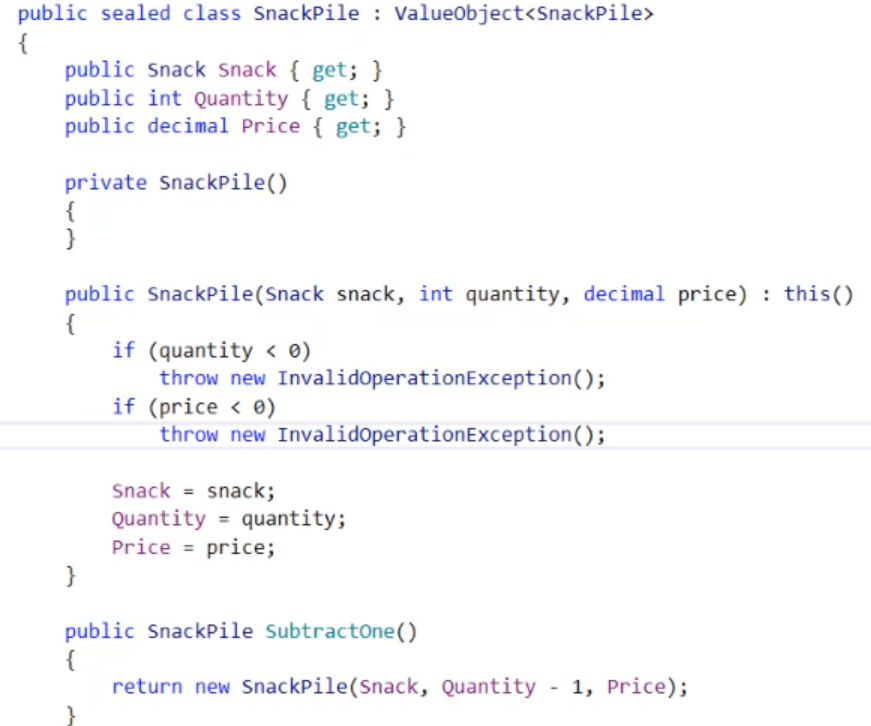 public sealed class SnackPile : ValueObject<SnackPile>
{
    public Snack Snack { get; }
    public int Quantity { get; }
    public decimal Price { get; }

    private SnackPile()
    {
    }

    public SnackPile(Snack snack, int quantity, decimal price) : this()
    {
        if (quantity < 0)
            throw new InvalidOperationException();
        if (price < 0)
            throw new InvalidOperationException();

        Snack = snack;
        Quantity = quantity;
        Price = price;
    }

    public SnackPile SubtractOne()
    {
        return new SnackPile(Snack, Quantity - 1, Price);
    }